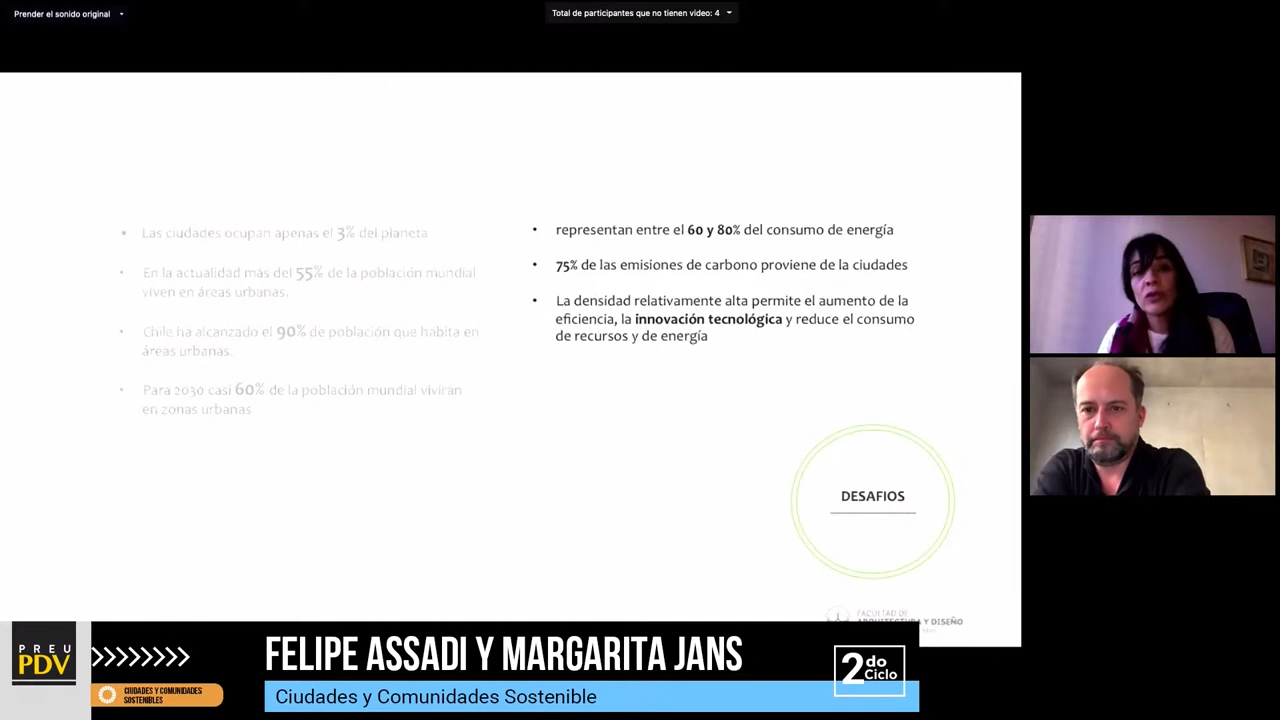 Prender el sonido original
Total de participantes que no tienen video: 4
Las ciudades ocupan apenas el 3% del planeta
En la actualidad más del 55% de la población mundial
viven en áreas urbanas.
Chile ha alcanzado el 90% de población que habita en
áreas urbanas.
Para 2030 casi 60% de la población mundial viviran
en zonas urbanas
• representan entre el 60 y 80% del consumo de energía
• 75% de las emisiones de carbono proviene de la ciudades
• La densidad relativamente alta permite el aumento de la
eficiencia, la innovación tecnológica y reduce el consumo
de recursos y de energía
DESAFIOS
FACULTAD DE
ARQUITECTURA Y DISEÑO
PREU
PDV
CIUDADES Y COMUNIDADES
SOSTENIBLES
FELIPE ASSADI Y MARGARITA JANS
Ciudades y Comunidades Sostenible
2do
Ciclo